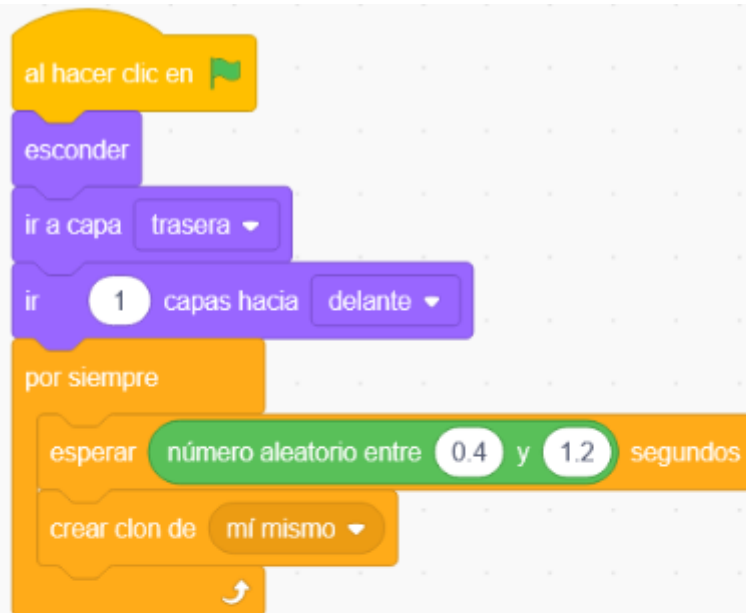 al hacer clic en
esconder
ir a capa trasera
ir 1 capas hacia delante
por siempre
esperar número aleatorio entre 0.4 y 1.2 segundos
crear clon de mí mismo